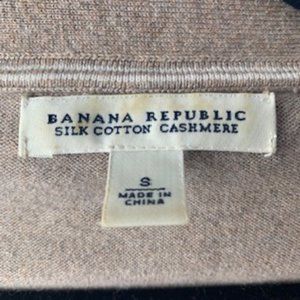 BANANA REPUBLIC
SILK COTTON CASHMERE
S
MADE IN
CHINA